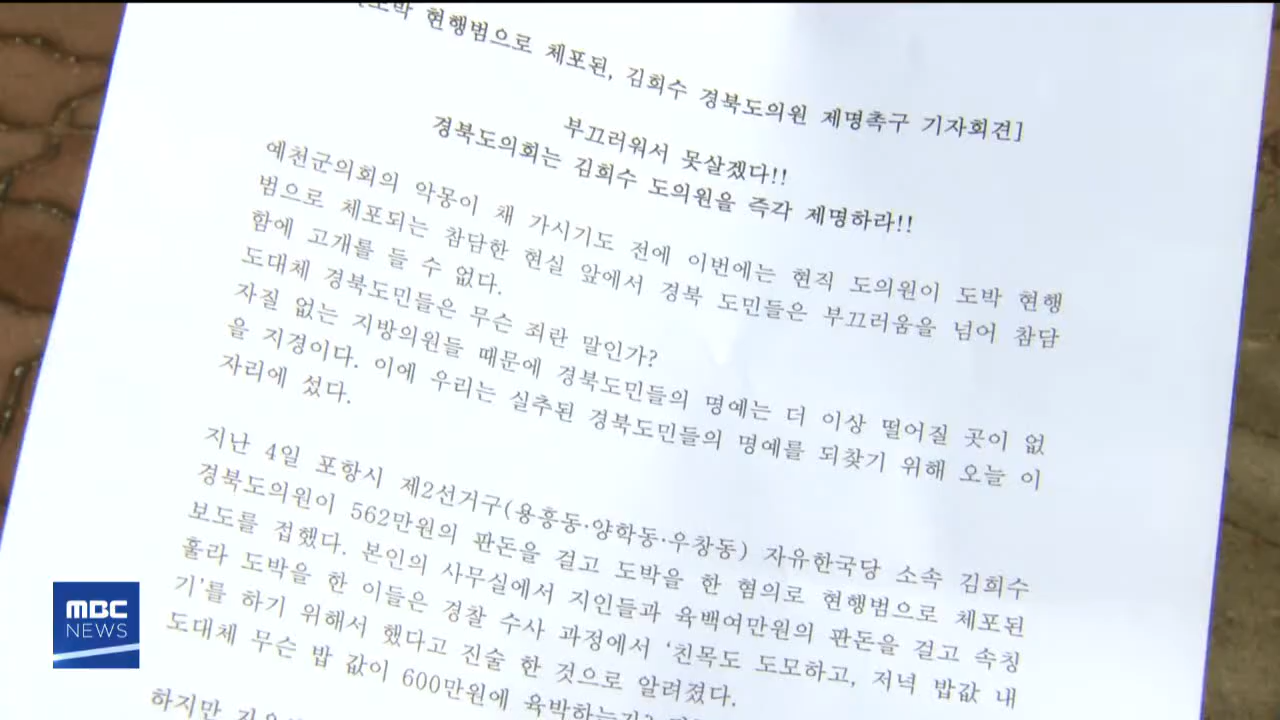 현행범으로 체포된, 김희수 경북도의원 제명촉구 기자회견]
부끄러워서 못살겠다!!
경북도의회는 김희수 도의원을 즉각 제명하라!!
예천군의회의 악몽이 채 가시기도 전에 이번에는 현직 도의원이 도박 현행
범으로 체포되는 참담한 현실 앞에서 경북 도민들은 부끄러움을 넘어 참담
함에 고개를 들 수 없다.
도대체 경북도민들은 무슨 죄란 말인가?
자질 없는 지방의원들 때문에 경북도민들의 명예는 더 이상 떨어질 곳이 없
을 지경이다. 이에 우리는 실추된 경북도민들의 명예를 되찾기 위해 오늘 이
자리에 섰다.
지난 4일 포항시 제2선거구(용흥동·양학동·우창동) 자유한국당 소속 김희수
경북도의원이 562만원의 판돈을 걸고 도박을 한 혐의로 현행범으로 체포된
보도를 접했다. 본인의 사무실에서 지인들과 육백여만원의 판돈을 걸고 속칭
훌라 도박을 한 이들은 경찰 수사 과정에서 '친목도 도모하고, 저녁 밥값 내
기'를 하기 위해서 했다고 진술 한 것으로 알려졌다.
도대체 무슨 밥 값이 600만원에 육박하는가?
하지만
MBC
NEWS